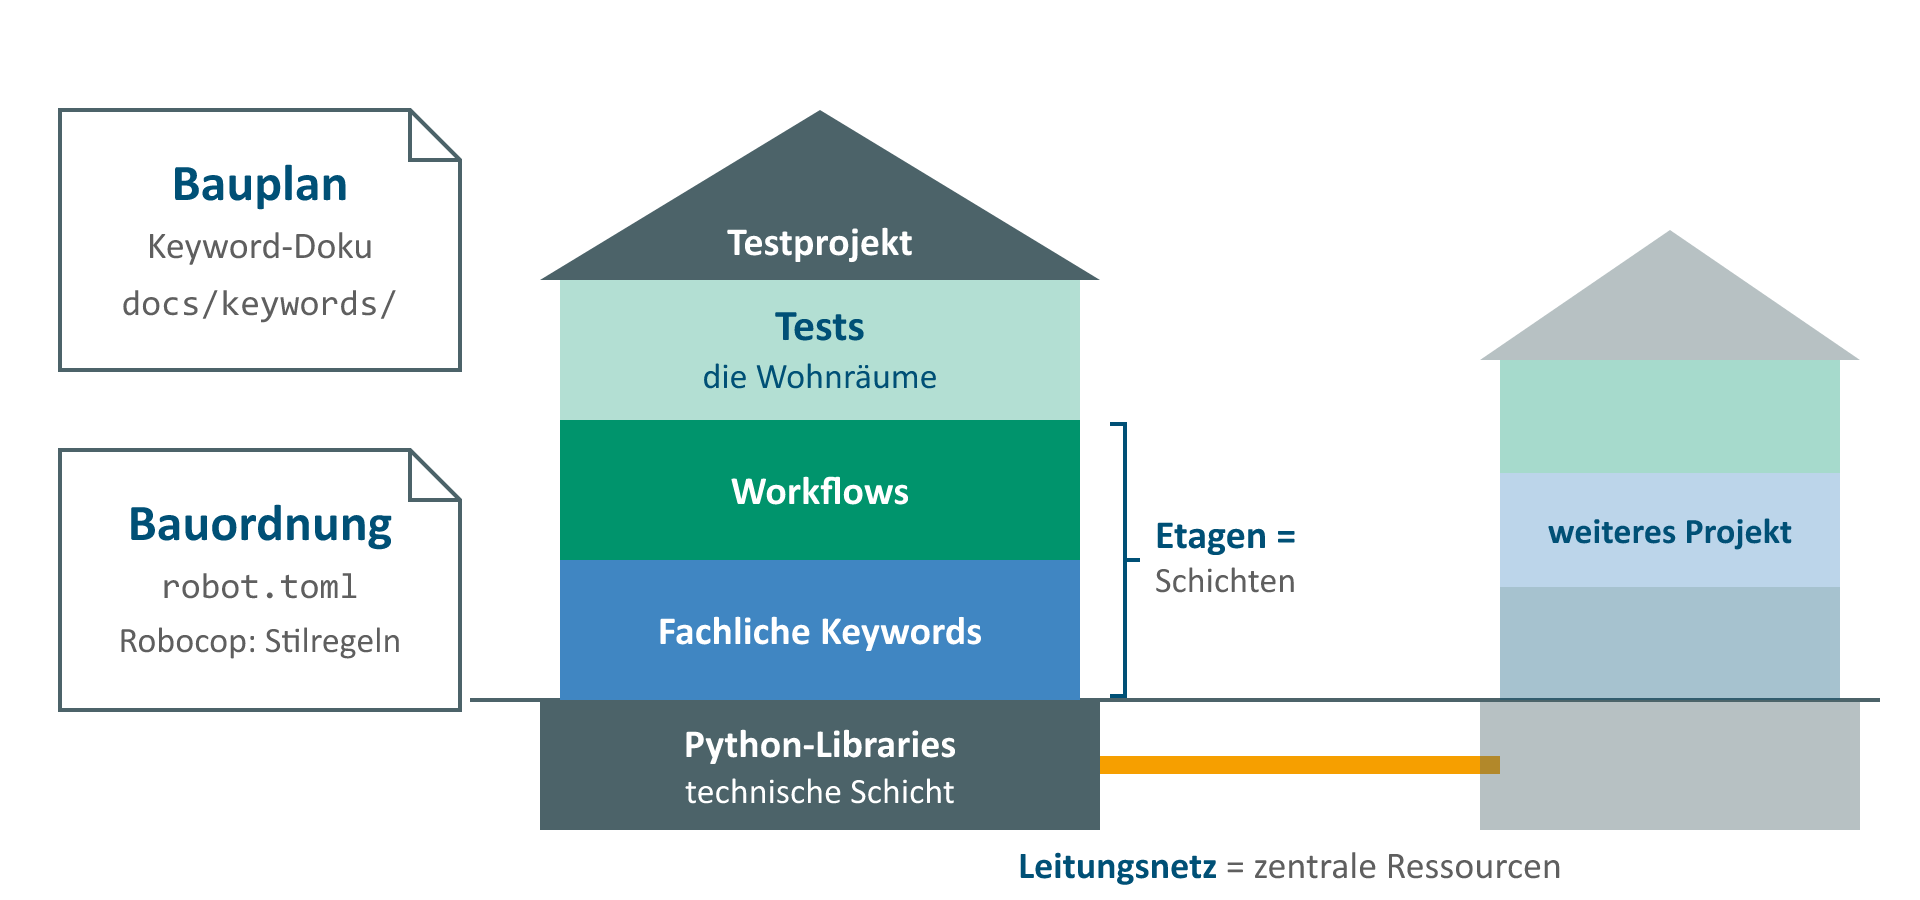 Bauplan
Keyword-Doku
docs/keywords/
Bauordnung
robot.toml
Robocop: Stilregeln
Testprojekt
Tests
die Wohnräume
Workflows
Fachliche Keywords
Python-Libraries
technische Schicht
Etagen =
Schichten
weiteres Projekt
Leitungsnetz = zentrale Ressourcen